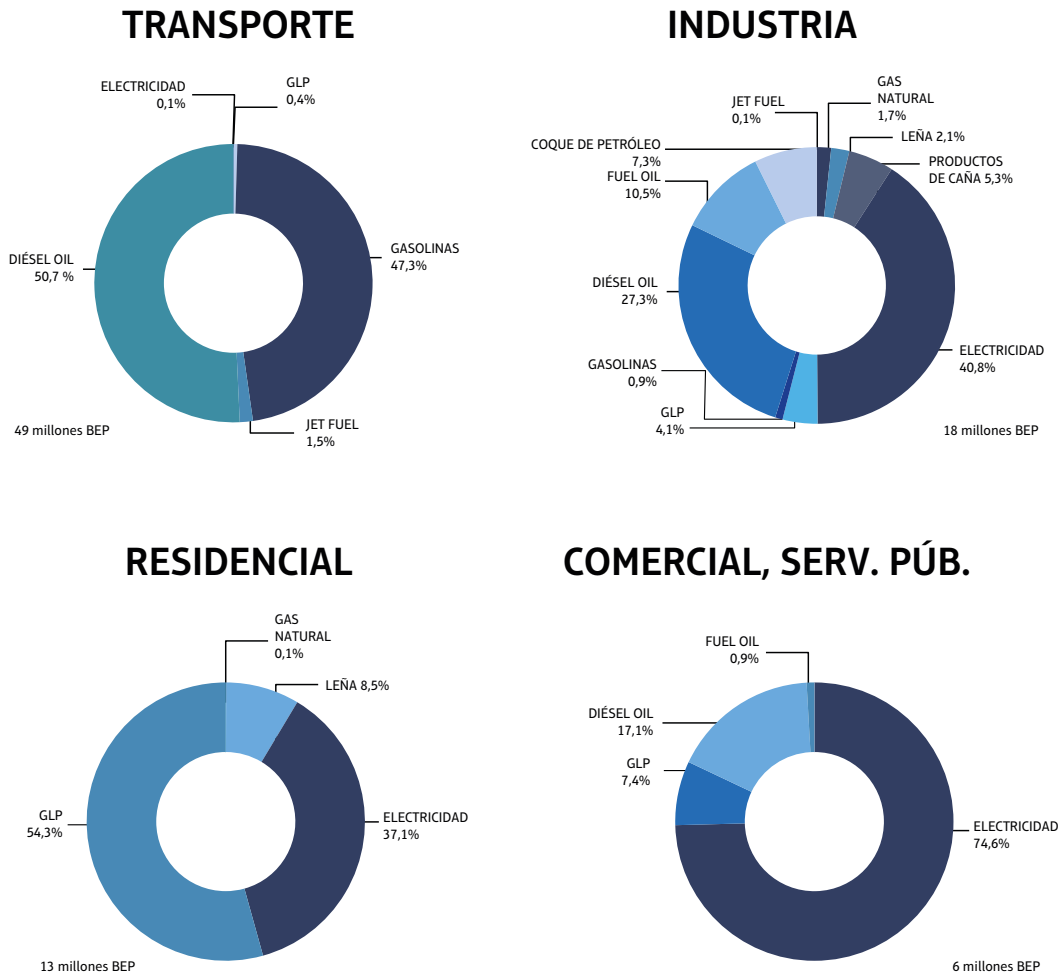 TRANSPORTE
ELECTRICIDAD
0,1%
GLP
0,4%
DIÉSEL OIL
50,7 %
GASOLINAS
47,3%
JET FUEL
1,5%
49 millones BEP
INDUSTRIA
JET FUEL
0,1%
GAS
NATURAL
1,7%
LEÑA 2,1%
PRODUCTOS
DE CAÑA 5,3%
COQUE DE PETRÓLEO
7,3%
FUEL OIL
10,5%
DIÉSEL OIL
27,3%
GASOLINAS
0,9%
GLP
4,1%
ELECTRICIDAD
40,8%
18 millones BEP
RESIDENCIAL
GAS
NATURAL
0,1%
LEÑA 8,5%
GLP
54,3%
ELECTRICIDAD
37,1%
13 millones BEP
COMERCIAL, SERV. PÚB.
FUEL OIL
0,9%
DIÉSEL OIL
17,1%
GLP
7,4%
ELECTRICIDAD
74,6%
6 millones BEP